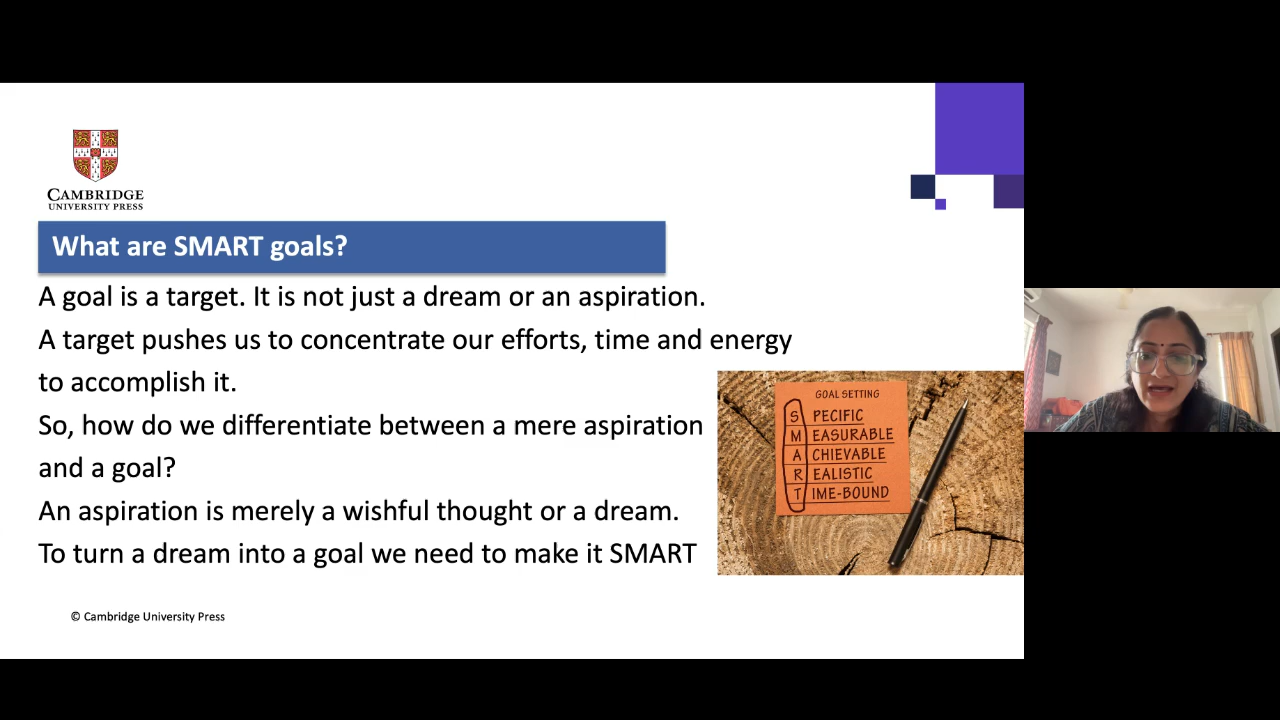 CAMBRIDGE
UNIVERSITY PRESS
What are SMART goals?
A goal is a target. It is not just a dream or an aspiration.
A target pushes us to concentrate our efforts, time and energy
to accomplish it.
So, how do we differentiate between a mere aspiration
and a goal?
An aspiration is merely a wishful thought or a dream.
To turn a dream into a goal we need to make it SMART
GOAL SETTING
S PECIFIC
M EASURABLE
A CHIEVABLE
R EALISTIC
T IME-BOUND
© Cambridge University Press